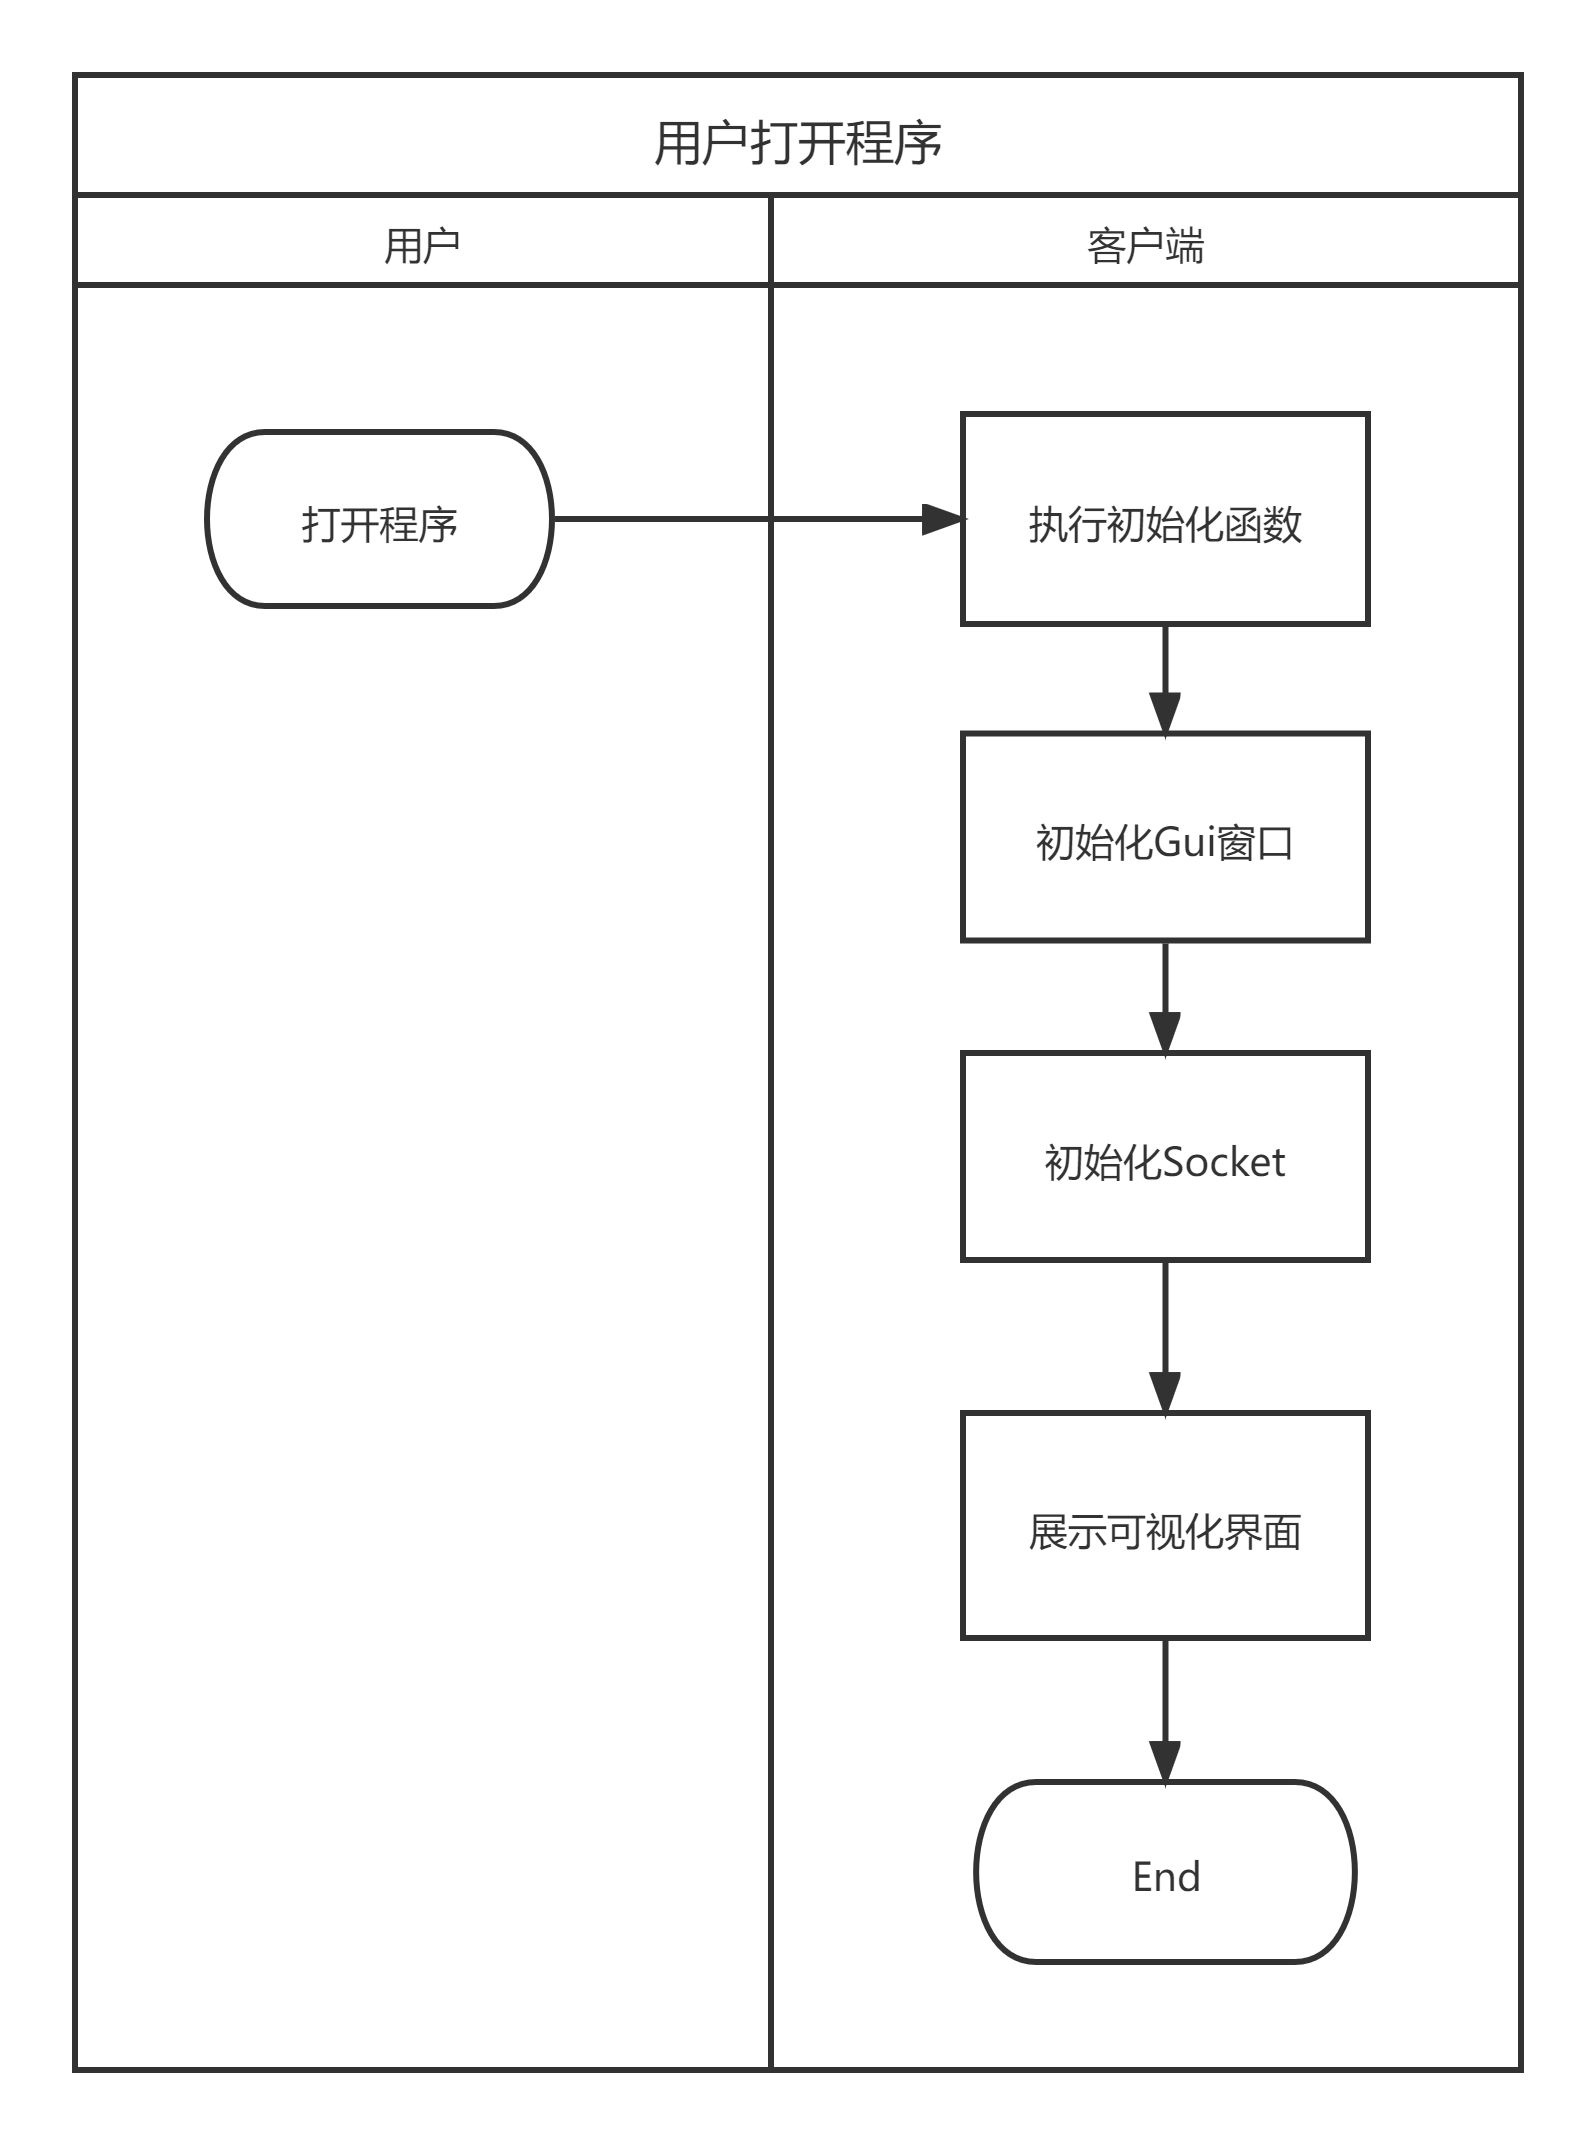 用户打开程序
用户
客户端
打开程序
执行初始化函数
初始化Gui窗口
初始化Socket
展示可视化界面
End